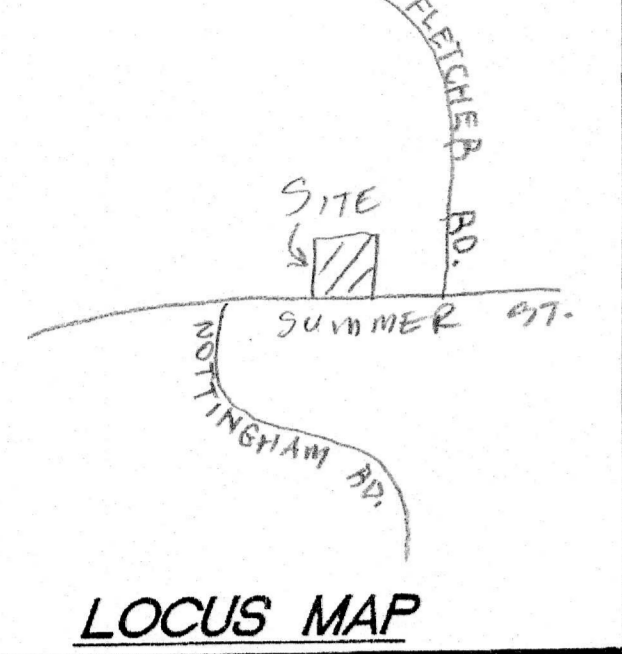 FLETCHER RD.
SITE
SUMMER ST.
NOTTINGHAM RD.
LOCUS MAP